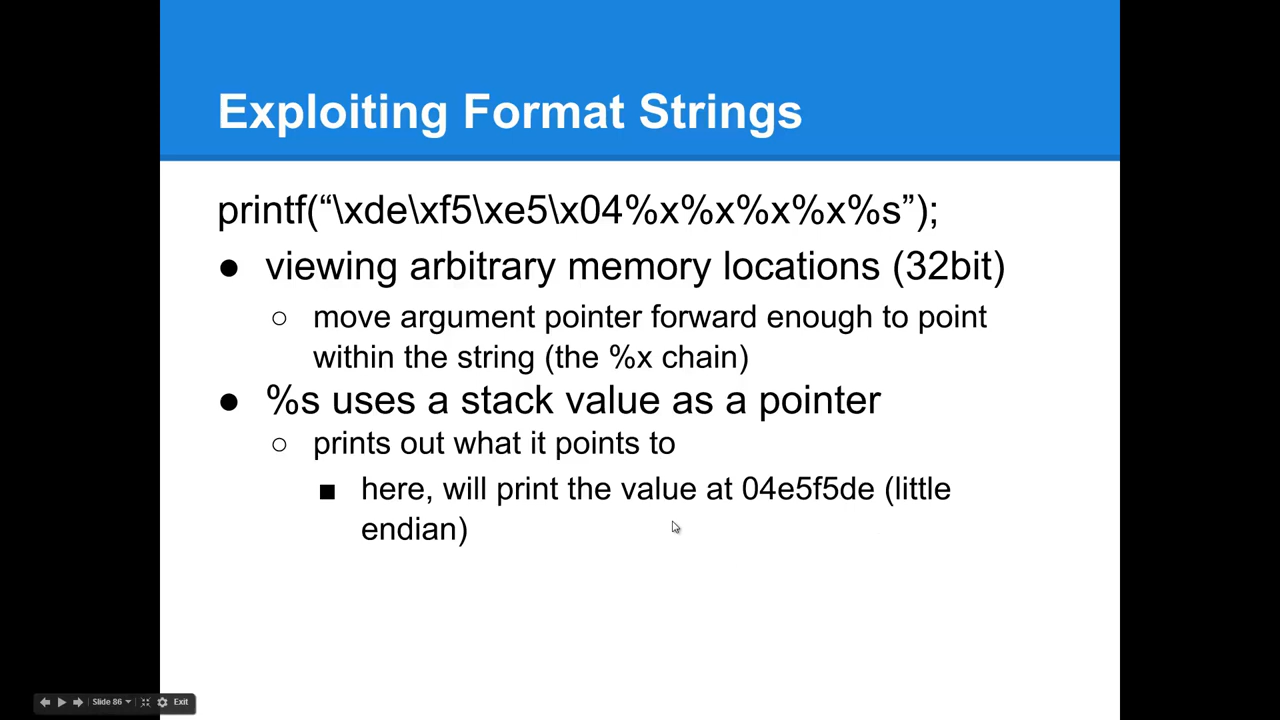 Exploiting Format Strings
printf(“\xde\xf5\xe5\x04%x%x%x%x%s”);
● viewing arbitrary memory locations (32bit)
○ move argument pointer forward enough to point
within the string (the %x chain)
● %s uses a stack value as a pointer
○ prints out what it points to
■ here, will print the value at 04e5f5de (little
endian)
Slide 86 Exit